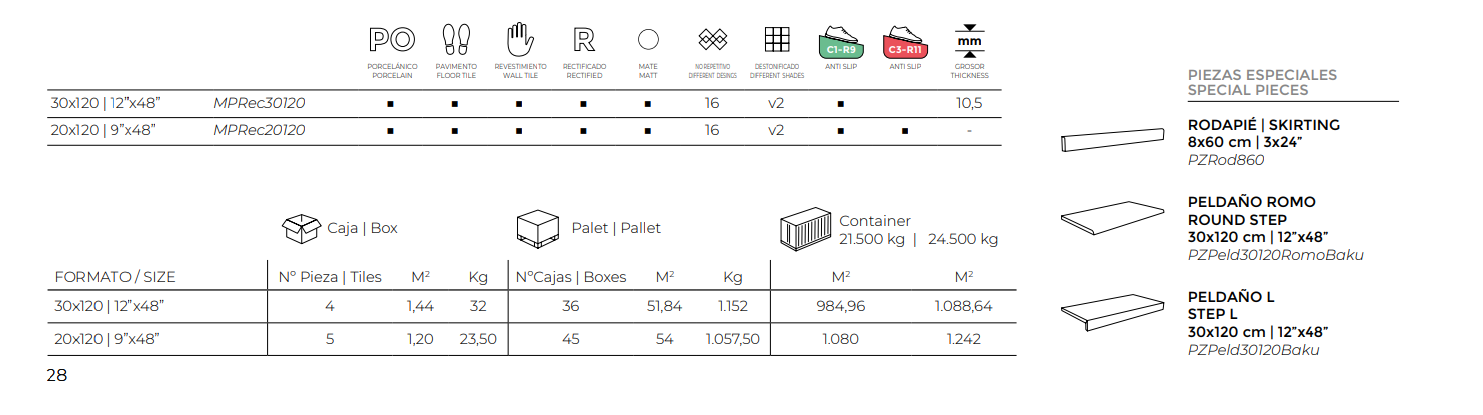 PO
R
C1-R9
C3-R11
mm
PORCELÁNICO
PORCELAIN
PAVIMENTO
FLOOR TILE
REVESTIMIENTO
WALL TILE
RECTIFICADO
RECTIFIED
MATE
MATT
NO REPETITIVO
DIFFERENT DESINGS
DESTONIFICADO
DIFFERENT SHADES
ANTI SLIP
ANTI SLIP
GROSOR
THICKNESS
30x120 | 12”x48” MPRec30120 ▪ ▪ ▪ ▪ ▪ 16 v2 ▪ 10,5
20x120 | 9”x48” MPRec20120 ▪ ▪ ▪ ▪ ▪ 16 v2 ▪ ▪ -
Caja | Box
Palet | Pallet
Container
21.500 kg | 24.500 kg
FORMATO / SIZE Nº Pieza | Tiles M² Kg NºCajas | Boxes M² Kg M² M²
30x120 | 12”x48” 4 1,44 32 36 51,84 1.152 984,96 1.088,64
20x120 | 9”x48” 5 1,20 23,50 45 54 1.057,50 1.080 1.242
28
PIEZAS ESPECIALES
SPECIAL PIECES
RODAPIÉ | SKIRTING
8x60 cm | 3x24”
PZRod860
PELDAÑO ROMO
ROUND STEP
30x120 cm | 12”x48”
PZPeld30120RomoBaku
PELDAÑO L
STEP L
30x120 cm | 12”x48”
PZPeld30120Baku